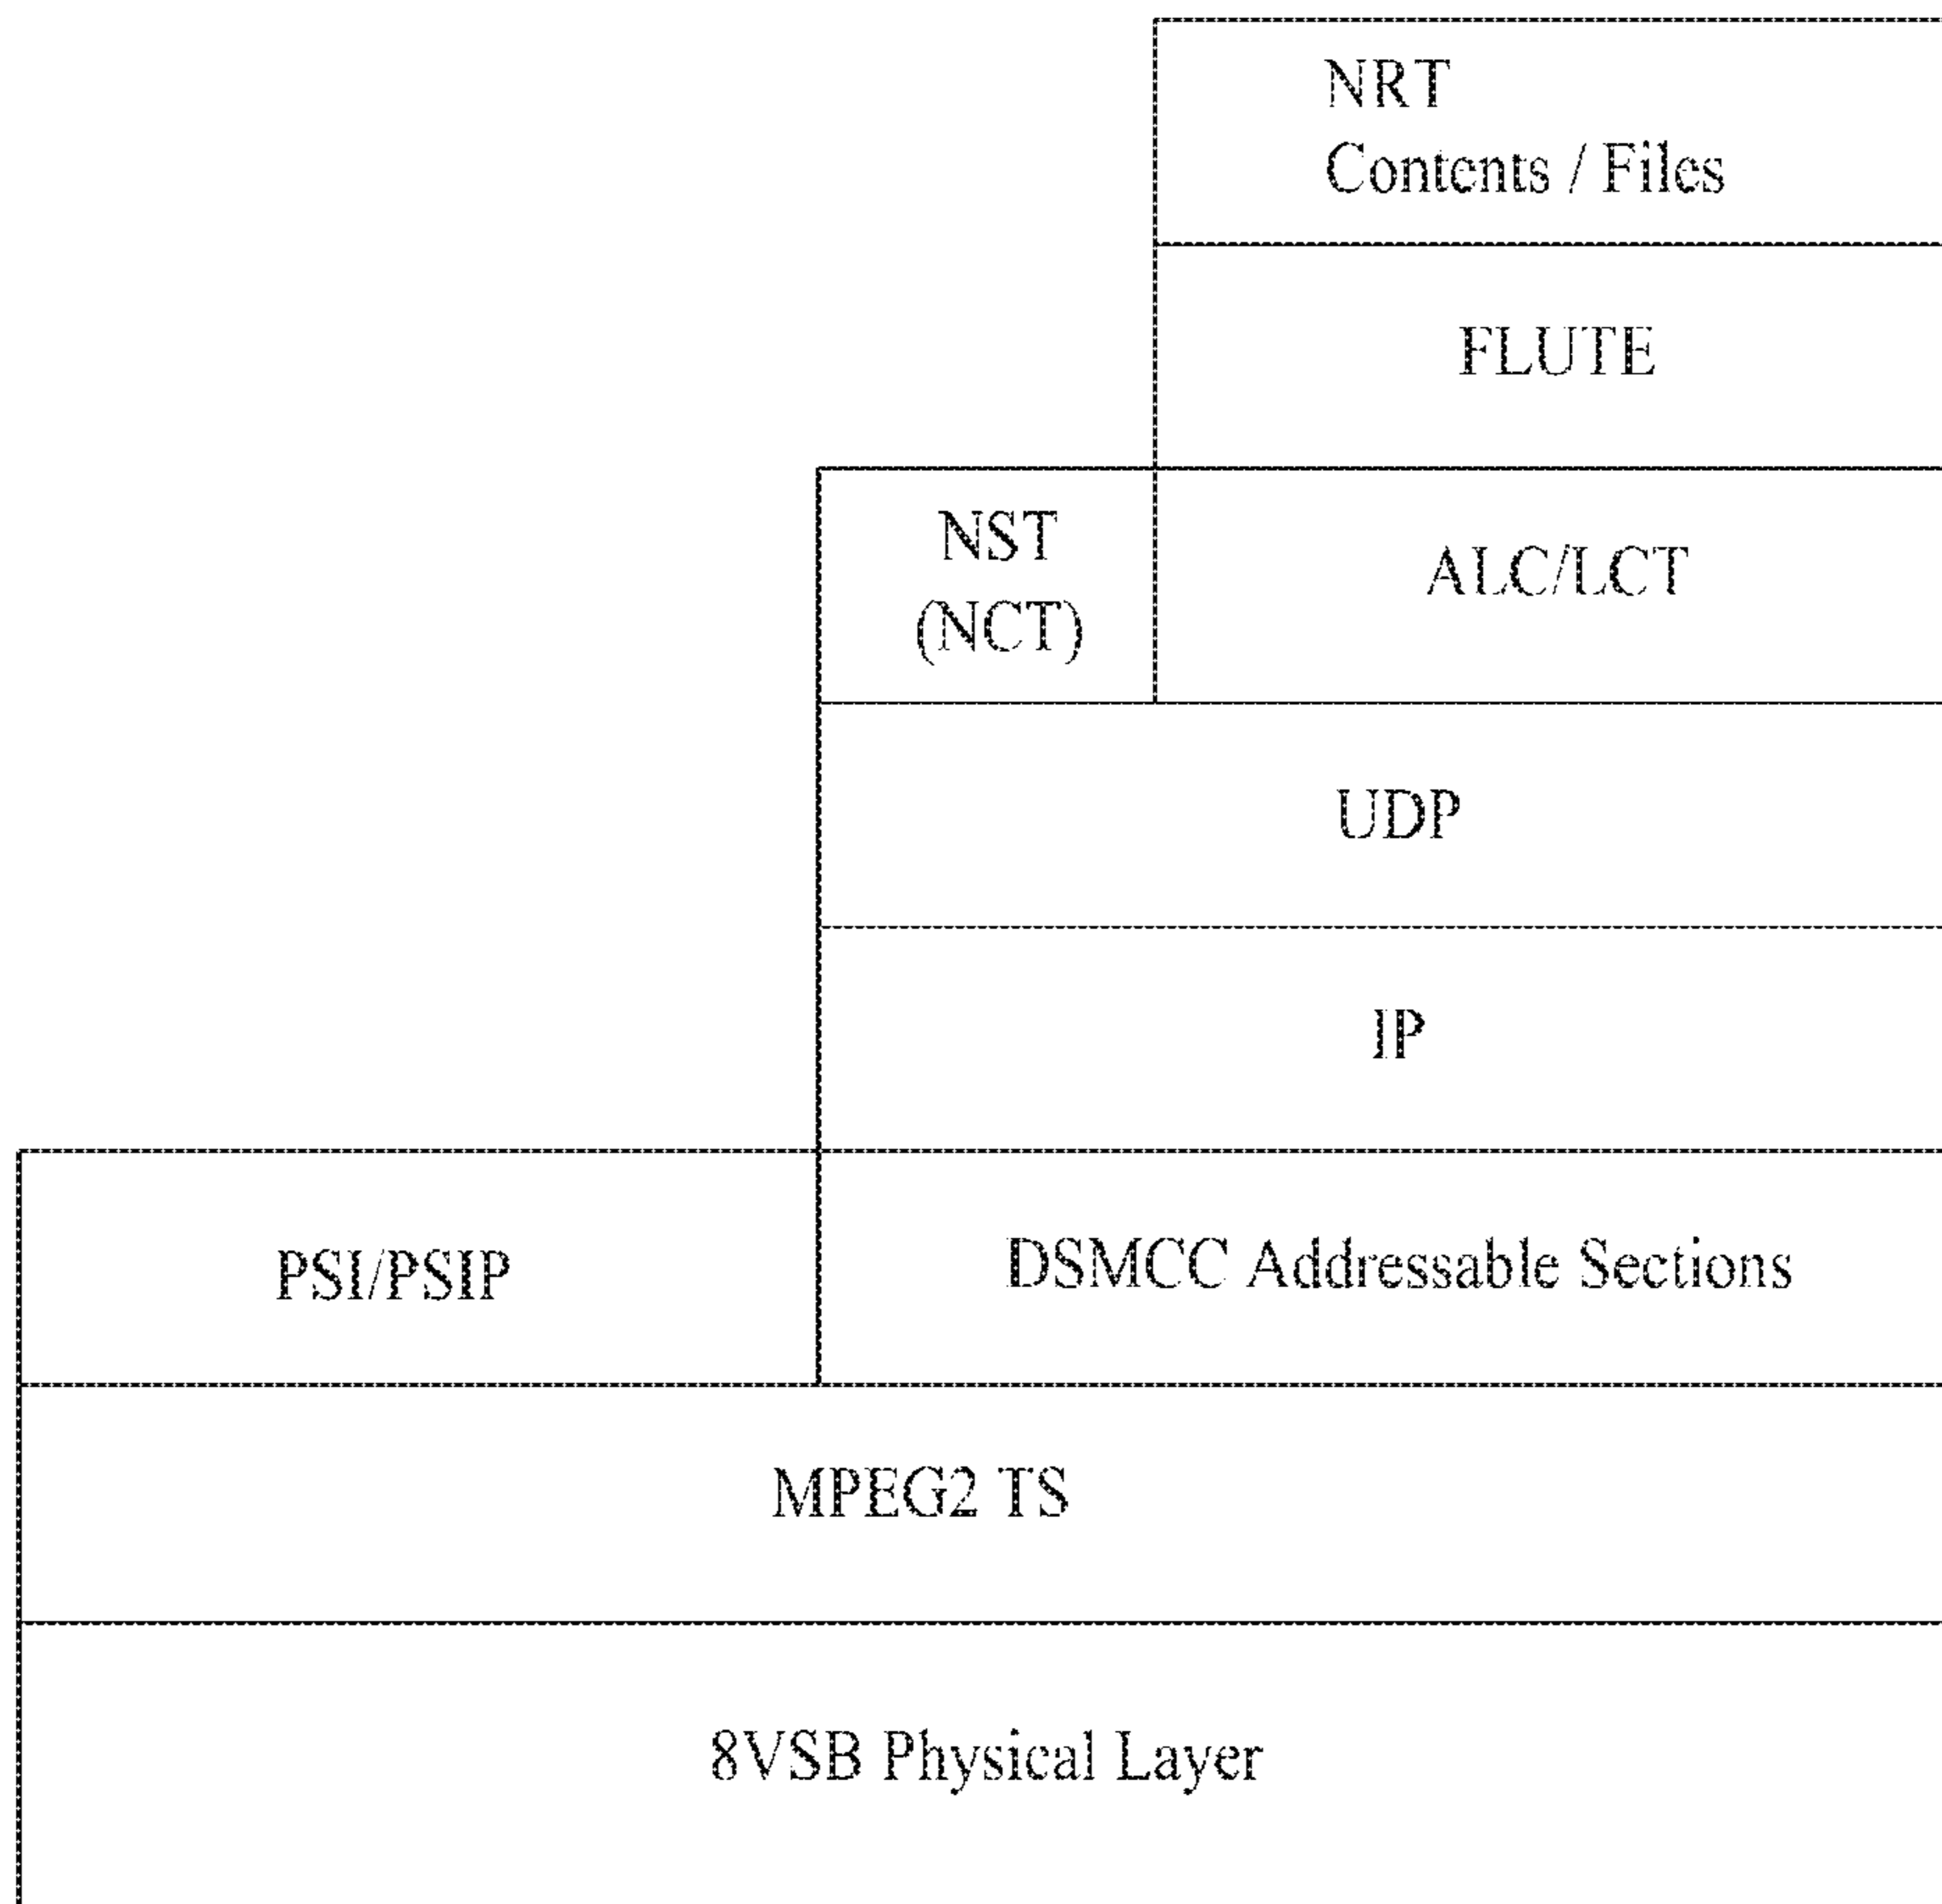 NRT
Contents / Files
FLUTE
NST
(NCT)
ALC/LCT
UDP
IP
PSI/PSIP
DSMCC Addressable Sections
MPEG2 TS
8VSB Physical Layer